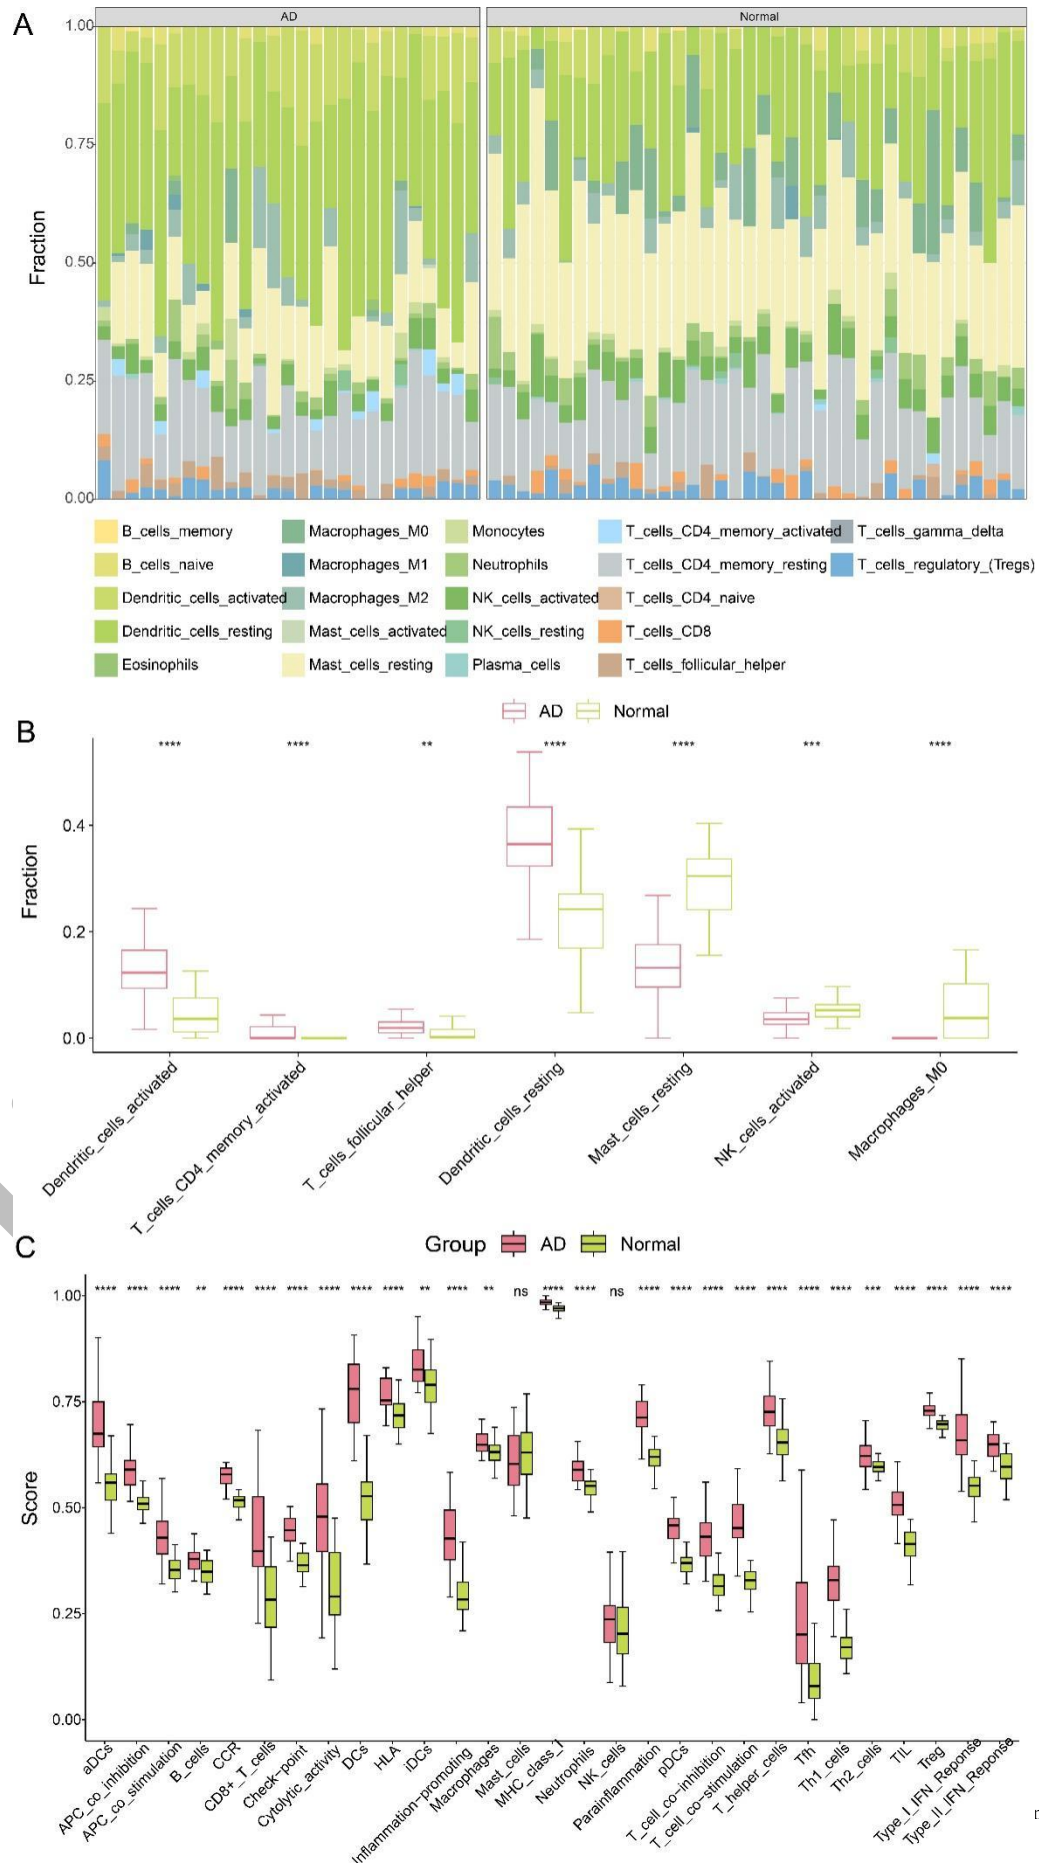 A
AD
Normal
1.00
0.75
0.50
0.25
0.00
Fraction
B_cells_memory
Macrophages_M0
Monocytes
T_cells_CD4_memory_activated
T_cells_gamma_delta
B_cells_naive
Macrophages_M1
Neutrophils
T_cells_CD4_memory_resting
T_cells_regulatory_(Tregs)
Dendritic_cells_activated
Macrophages_M2
NK_cells_activated
T_cells_CD4_naive
Dendritic_cells_resting
Mast_cells_activated
NK_cells_resting
T_cells_CD8
Eosinophils
Mast_cells_resting
Plasma_cells
T_cells_follicular_helper
B
AD
Normal
****
****
**
****
****
***
****
0.4
0.2
0.0
Fraction
Dendritic_cells_activated
T_cells_CD4_memory_activated
T_cells_follicular_helper
Dendritic_cells_resting
Mast_cells_resting
NK_cells_activated
Macrophages_M0
C
Group
AD
Normal
**** **** **** ** **** **** **** **** **** **** ** **** ** ns **** **** ns **** **** **** **** **** **** **** *** **** **** **** ****
1.00
0.75
0.50
0.25
0.00
Score
aDCs
APC_co_inhibition
APC_co_stimulation
B_cells
CCR
CD8+_T_cells
Check-point
Cytolytic_activity
DCs
HLA
iDCs
Inflammation-promoting
Macrophages
Mast_cells
MHC_class_I
Neutrophils
NK_cells
Parainflammation
pDCs
T_cell_co-inhibition
T_cell_co-stimulation
T_helper_cells
Tfh
Th1_cells
Th2_cells
TIL
Treg
Type_I_IFN_Reponse
Type_II_IFN_Reponse